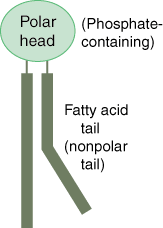 Polar
head
(Phosphate-
containing)
Fatty acid
tail
(nonpolar
tail)